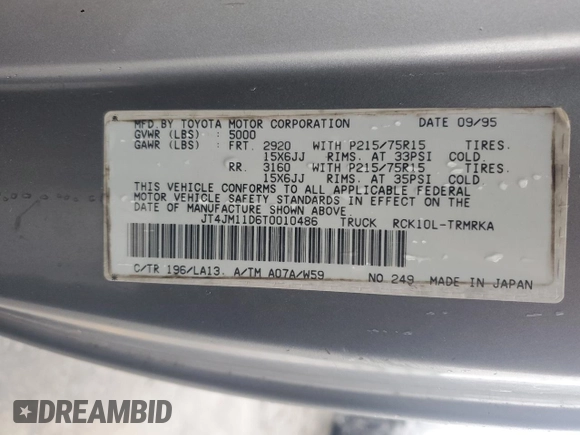 MFD. BY TOYOTA MOTOR CORPORATION DATE 09/95
GVWR (LBS) : 5000
GAWR (LBS) : FRT. 2920 WITH P215/75R15 TIRES.
15X6JJ RIMS. AT 33PSI COLD.
RR. 3160 WITH P215/75R15 TIRES.
15X6JJ RIMS. AT 35PSI COLD.
THIS VEHICLE CONFORMS TO ALL APPLICABLE FEDERAL
MOTOR VEHICLE SAFETY STANDARDS IN EFFECT ON THE
DATE OF MANUFACTURE SHOWN ABOVE.
JT4JM11D6T0010486 TRUCK RCK10L-TRMRKA
C/TR 196/LA13. A/TM A07A/W59 NO.249 MADE IN JAPAN
DREAMBID